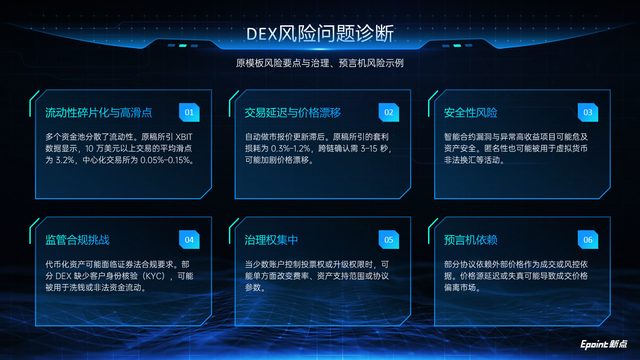 DEX风险问题诊断
原模板风险要点与治理、预言机风险示例
流动性碎片化与高滑点
01
多个资金池分散了流动性。原稿所引 XBIT
数据显示，10 万美元以上交易的平均滑点
为 3.2%，中心化交易所为 0.05%-0.15%。
交易延迟与价格漂移
02
自动做市报价更新滞后。原稿所引的套利
损耗为 0.3%-1.2%，跨链确认需 3-15 秒，
可能加剧价格漂移。
安全性风险
03
智能合约漏洞与异常高收益项目可能危及
资产安全。匿名性也可能被用于虚拟货币
非法换汇等活动。
监管合规挑战
04
代币化资产可能面临证券法合规要求。部
分 DEX 缺少客户身份核验（KYC），可能
被用于洗钱或非法资金流动。
治理权集中
05
当少数账户控制投票权或升级权限时，可
能单方面改变费率、资产支持范围或协议
参数。
预言机依赖
06
部分协议依赖外部价格作为成交或风控依
据。价格源延迟或失真可能导致成交价格
偏离市场。
Epoint 新点